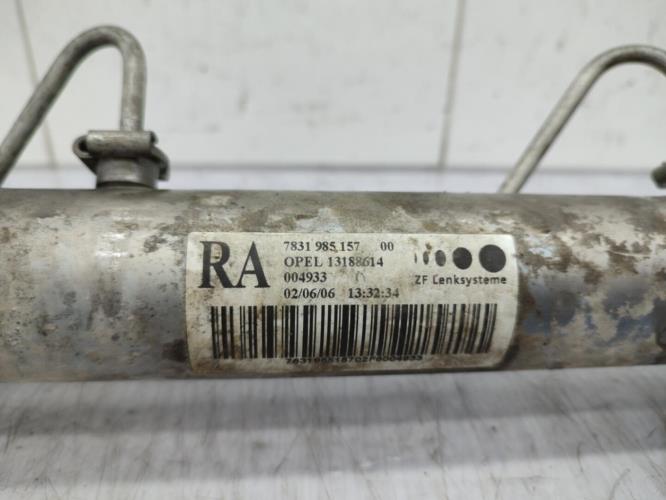 RA
7831 985 157 00
OPEL 13188614
004933
02/06/06 13:32:34
ZF Lenksysteme